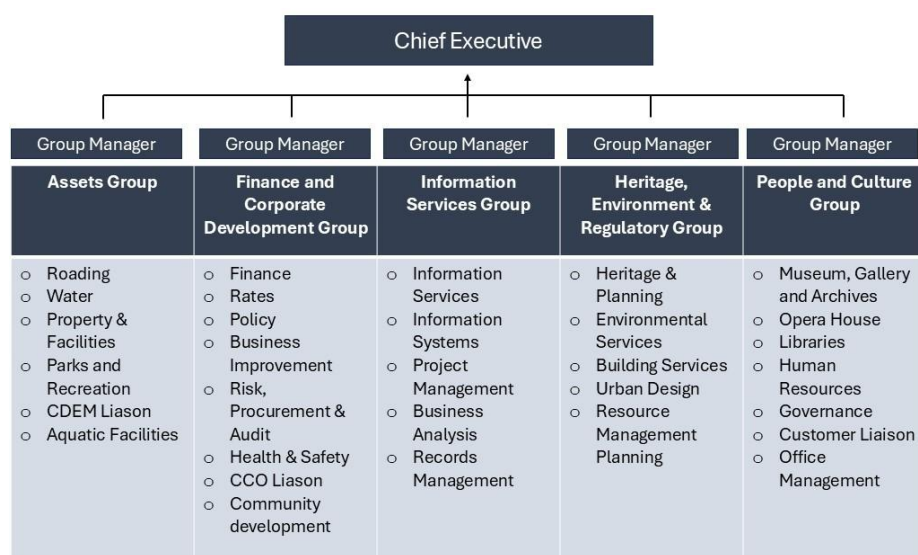 Chief Executive
Group Manager
Assets Group
o Roading
o Water
o Property &
Facilities
o Parks and
Recreation
o CDEM Liason
o Aquatic Facilities
Group Manager
Finance and
Corporate
Development Group
o Finance
o Rates
o Policy
o Business
Improvement
o Risk,
Procurement &
Audit
o Health & Safety
o CCO Liason
o Community
development
Group Manager
Information
Services Group
o Information
Services
o Information
Systems
o Project
Management
o Business
Analysis
o Records
Management
Group Manager
Heritage,
Environment &
Regulatory Group
o Heritage &
Planning
o Environmental
Services
o Building Services
o Urban Design
o Resource
Management
Planning
Group Manager
People and Culture
Group
o Museum, Gallery
and Archives
o Opera House
o Libraries
o Human
Resources
o Governance
o Customer Liaison
o Office
Management